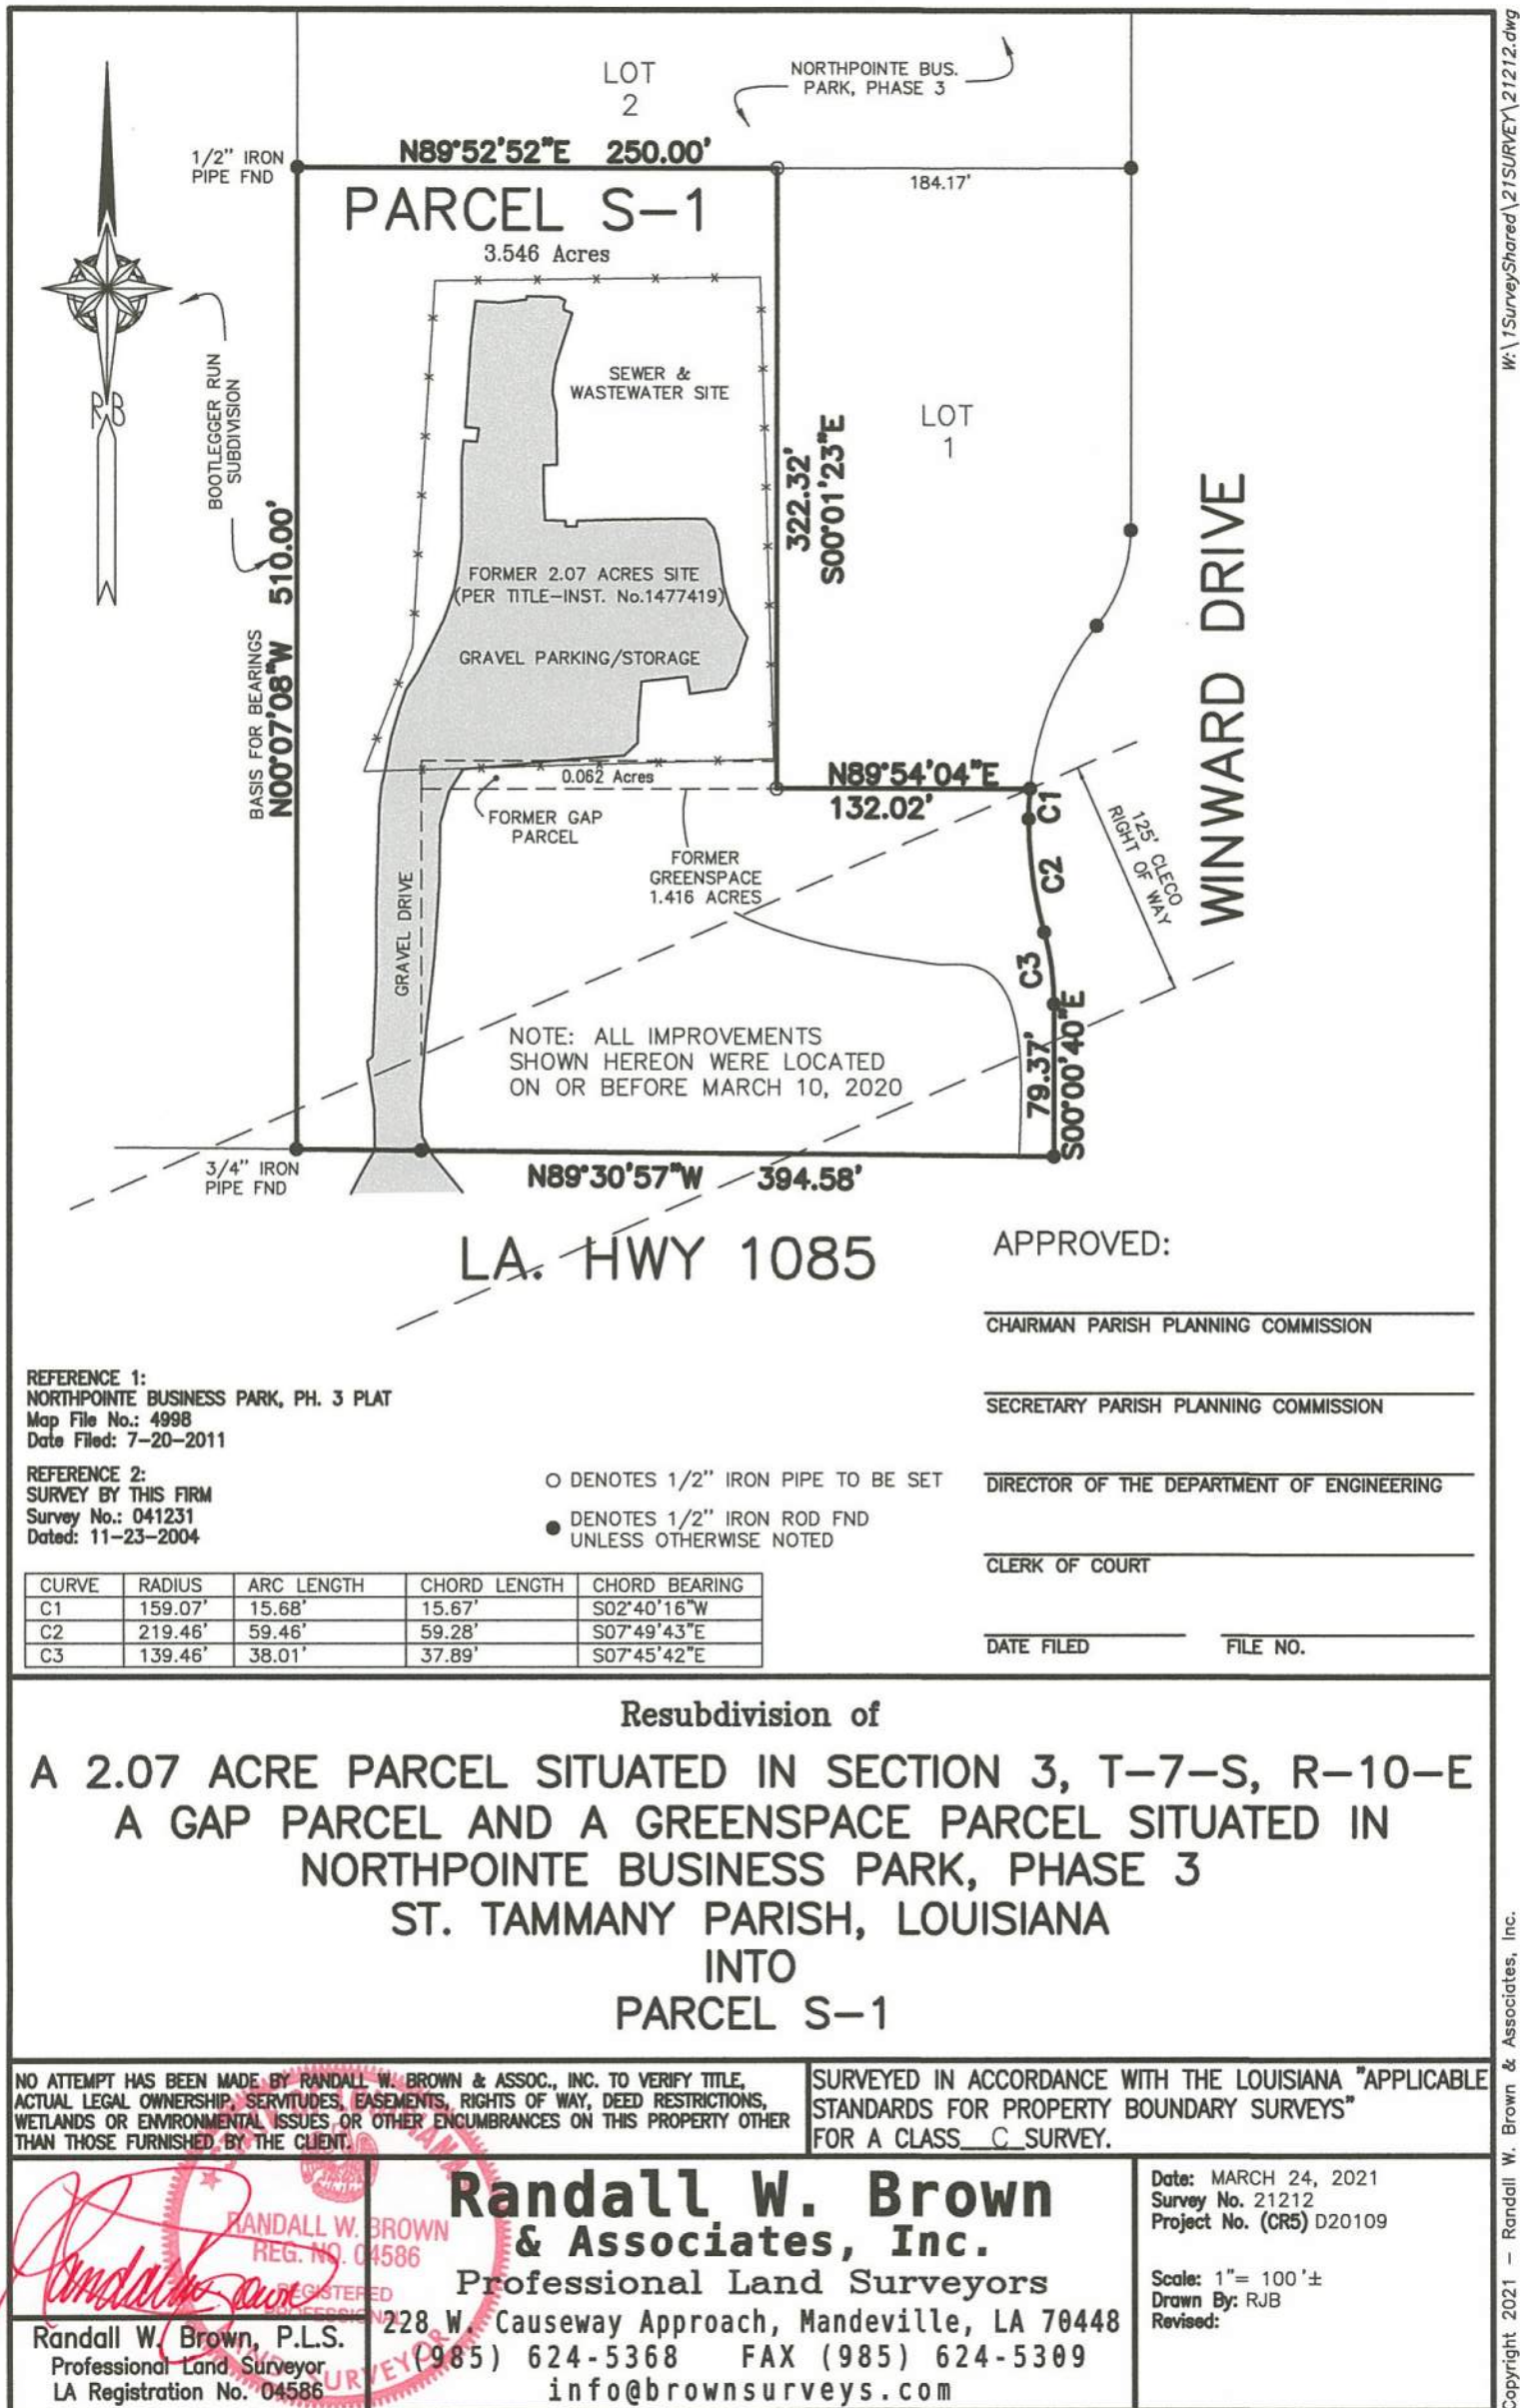 W:\1SurveyShared\21SURVEY\21212.dwg
LOT
2
NORTHPOINTE BUS.
PARK, PHASE 3
1/2" IRON
PIPE FND
N89°52'52"E 250.00'
184.17'
PARCEL S-1
3.546 Acres
RB
BOOTLEGGER RUN
SUBDIVISION
SEWER &
WASTEWATER SITE
LOT
1
322.32'
S00°01'23"E
WINWARD DRIVE
BASIS FOR BEARINGS
N00°07'08"W 510.00'
FORMER 2.07 ACRES SITE
(PER TITLE-INST. No.1477419)
GRAVEL PARKING/STORAGE
0.062 Acres
N89°54'04"E
132.02'
C1
FORMER GAP
PARCEL
125' CLECO
RIGHT OF WAY
FORMER
GREENSPACE
1.416 ACRES
C2
GRAVEL DRIVE
C3
NOTE: ALL IMPROVEMENTS
SHOWN HEREON WERE LOCATED
ON OR BEFORE MARCH 10, 2020
79.37'
S00°00'40"E
3/4" IRON
PIPE FND
N89°30'57"W 394.58'
LA. HWY 1085
APPROVED:
CHAIRMAN PARISH PLANNING COMMISSION
SECRETARY PARISH PLANNING COMMISSION
DIRECTOR OF THE DEPARTMENT OF ENGINEERING
CLERK OF COURT
DATE FILED FILE NO.
REFERENCE 1:
NORTHPOINTE BUSINESS PARK, PH. 3 PLAT
Map File No.: 4998
Date Filed: 7-20-2011
REFERENCE 2:
SURVEY BY THIS FIRM
Survey No.: 041231
Dated: 11-23-2004
O DENOTES 1/2" IRON PIPE TO BE SET
● DENOTES 1/2" IRON ROD FND
UNLESS OTHERWISE NOTED
CURVE RADIUS ARC LENGTH CHORD LENGTH CHORD BEARING
C1 159.07' 15.68' 15.67' S02°40'16"W
C2 219.46' 59.46' 59.28' S07°49'43"E
C3 139.46' 38.01' 37.89' S07°45'42"E
Resubdivision of
A 2.07 ACRE PARCEL SITUATED IN SECTION 3, T-7-S, R-10-E
A GAP PARCEL AND A GREENSPACE PARCEL SITUATED IN
NORTHPOINTE BUSINESS PARK, PHASE 3
ST. TAMMANY PARISH, LOUISIANA
INTO
PARCEL S-1
NO ATTEMPT HAS BEEN MADE BY RANDALL W. BROWN & ASSOC., INC. TO VERIFY TITLE,
ACTUAL LEGAL OWNERSHIP, SERVITUDES, EASEMENTS, RIGHTS OF WAY, DEED RESTRICTIONS,
WETLANDS OR ENVIRONMENTAL ISSUES OR OTHER ENCUMBRANCES ON THIS PROPERTY OTHER
THAN THOSE FURNISHED BY THE CLIENT.
SURVEYED IN ACCORDANCE WITH THE LOUISIANA "APPLICABLE
STANDARDS FOR PROPERTY BOUNDARY SURVEYS"
FOR A CLASS C SURVEY.
RANDALL W. BROWN
REG. NO. 04586
REGISTERED
PROFESSIONAL
LAND SURVEYOR
Randall W. Brown, P.L.S.
Professional Land Surveyor
LA Registration No. 04586
Randall W. Brown
& Associates, Inc.
Professional Land Surveyors
228 W. Causeway Approach, Mandeville, LA 70448
(985) 624-5368 FAX (985) 624-5309
info@brownsurveys.com
Date: MARCH 24, 2021
Survey No. 21212
Project No. (CR5) D20109
Scale: 1"= 100'±
Drawn By: RJB
Revised:
Copyright 2021 - Randall W. Brown & Associates, Inc.